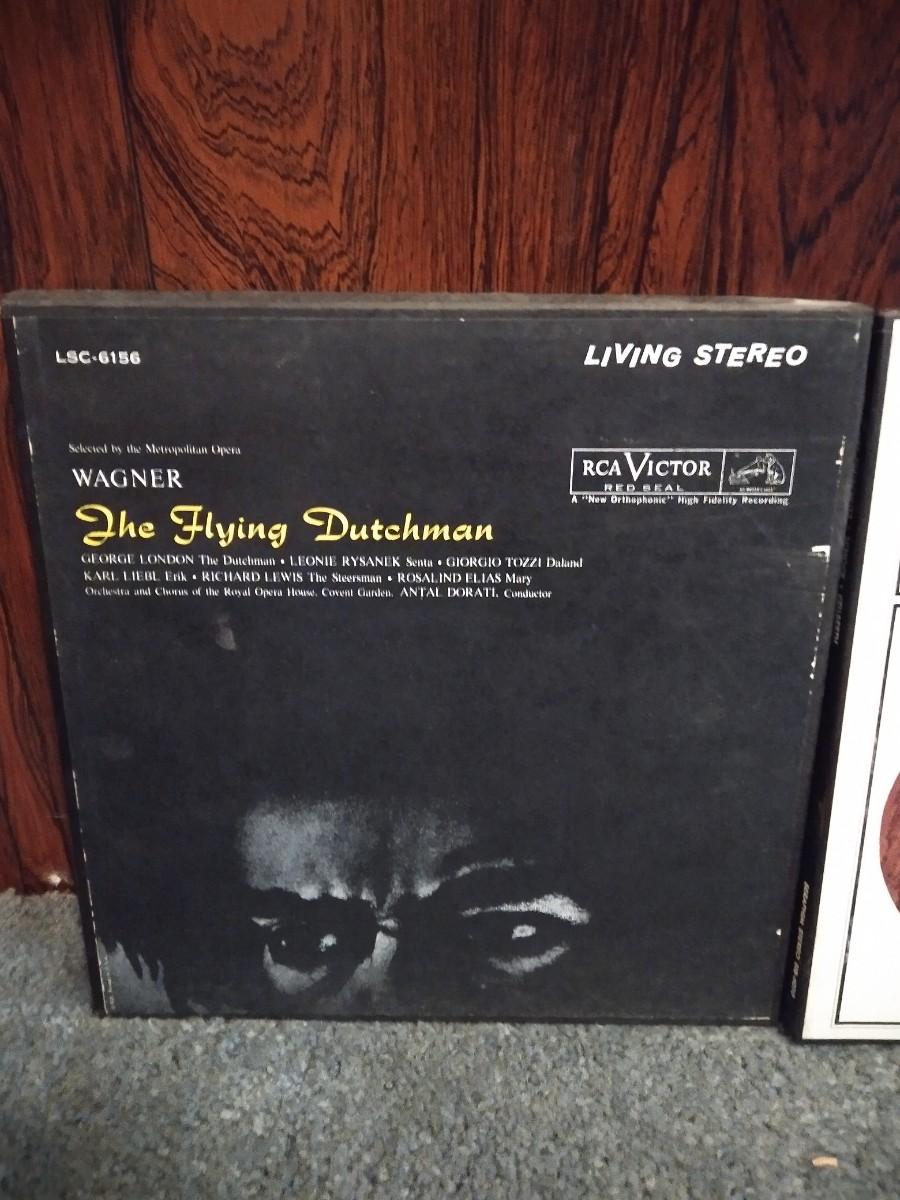 LSC-6156
LIVING STEREO
Selected by the Metropolitan Opera
WAGNER
RCA VICTOR
RED SEAL
A "New Orthophonic" High Fidelity Recording
The Flying Dutchman
GEORGE LONDON The Dutchman • LEONIE RYSANEK Senta • GIORGIO TOZZI Daland
KARL LIEBL Erik • RICHARD LEWIS The Steersman • ROSALIND ELIAS Mary
Orchestra and Chorus of the Royal Opera House, Covent Garden, ANTAL DORATI, Conductor